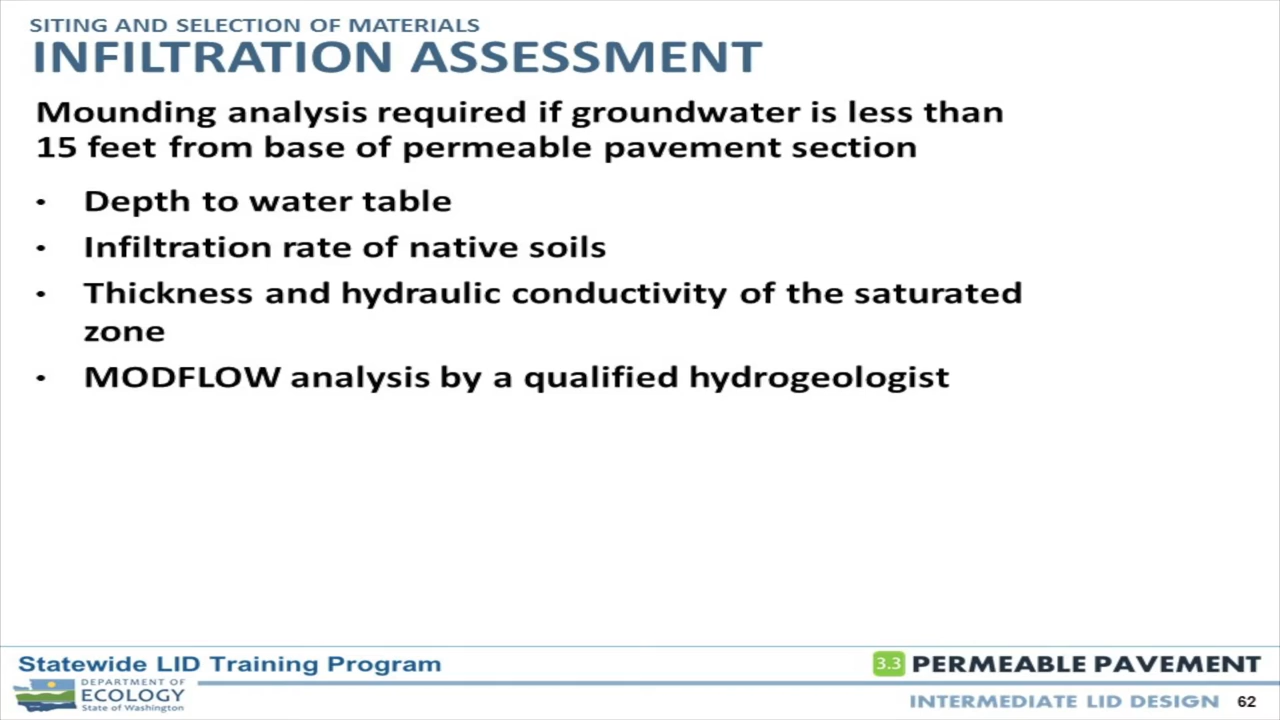 SITING AND SELECTION OF MATERIALS
INFILTRATION ASSESSMENT
Mounding analysis required if groundwater is less than
15 feet from base of permeable pavement section
• Depth to water table
• Infiltration rate of native soils
• Thickness and hydraulic conductivity of the saturated
zone
• MODFLOW analysis by a qualified hydrogeologist
Statewide LID Training Program
3.3 PERMEABLE PAVEMENT
DEPARTMENT OF
ECOLOGY
State of Washington
INTERMEDIATE LID DESIGN 62